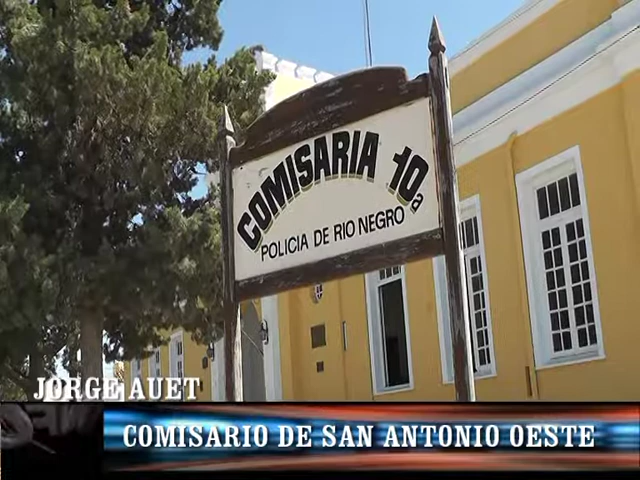 COMISARIA 10ª
POLICIA DE RIO NEGRO
JORGE AUET
COMISARIO DE SAN ANTONIO OESTE